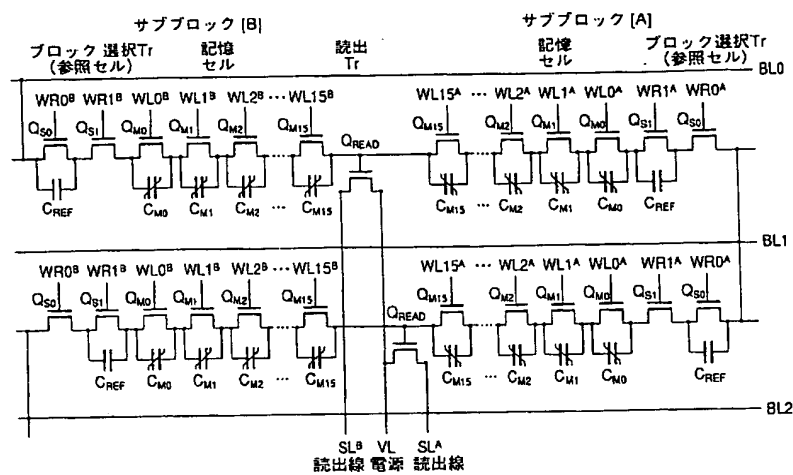 サブブロック [B] サブブロック [A]
ブロック 選択Tr 記憶 読出 記憶 ブロック選択Tr
(参照セル) セル Tr セル (参照セル)
BL0
WR0B WR1B WL0B WL1B WL2B ··· WL15B WL15A ··· WL2A WL1A WL0A WR1A WR0A
QS0 QS1 QM0 QM1 QM2 QM15 QREAD QM15 QM2 QM1 QM0 QS1 QS0
CREF CM0 CM1 CM2 ··· CM15 CM15 ··· CM2 CM1 CM0 CREF
BL1
WR0B WR1B WL0B WL1B WL2B ··· WL15B WL15A ··· WL2A WL1A WL0A WR1A WR0A
QS0 QS1 QM0 QM1 QM2 QM15 QREAD QM15 QM2 QM1 QM0 QS1 QS0
CREF CM0 CM1 CM2 ··· CM15 CM15 ··· CM2 CM1 CM0 CREF
BL2
SLB VL SLA
読出線 電源 読出線